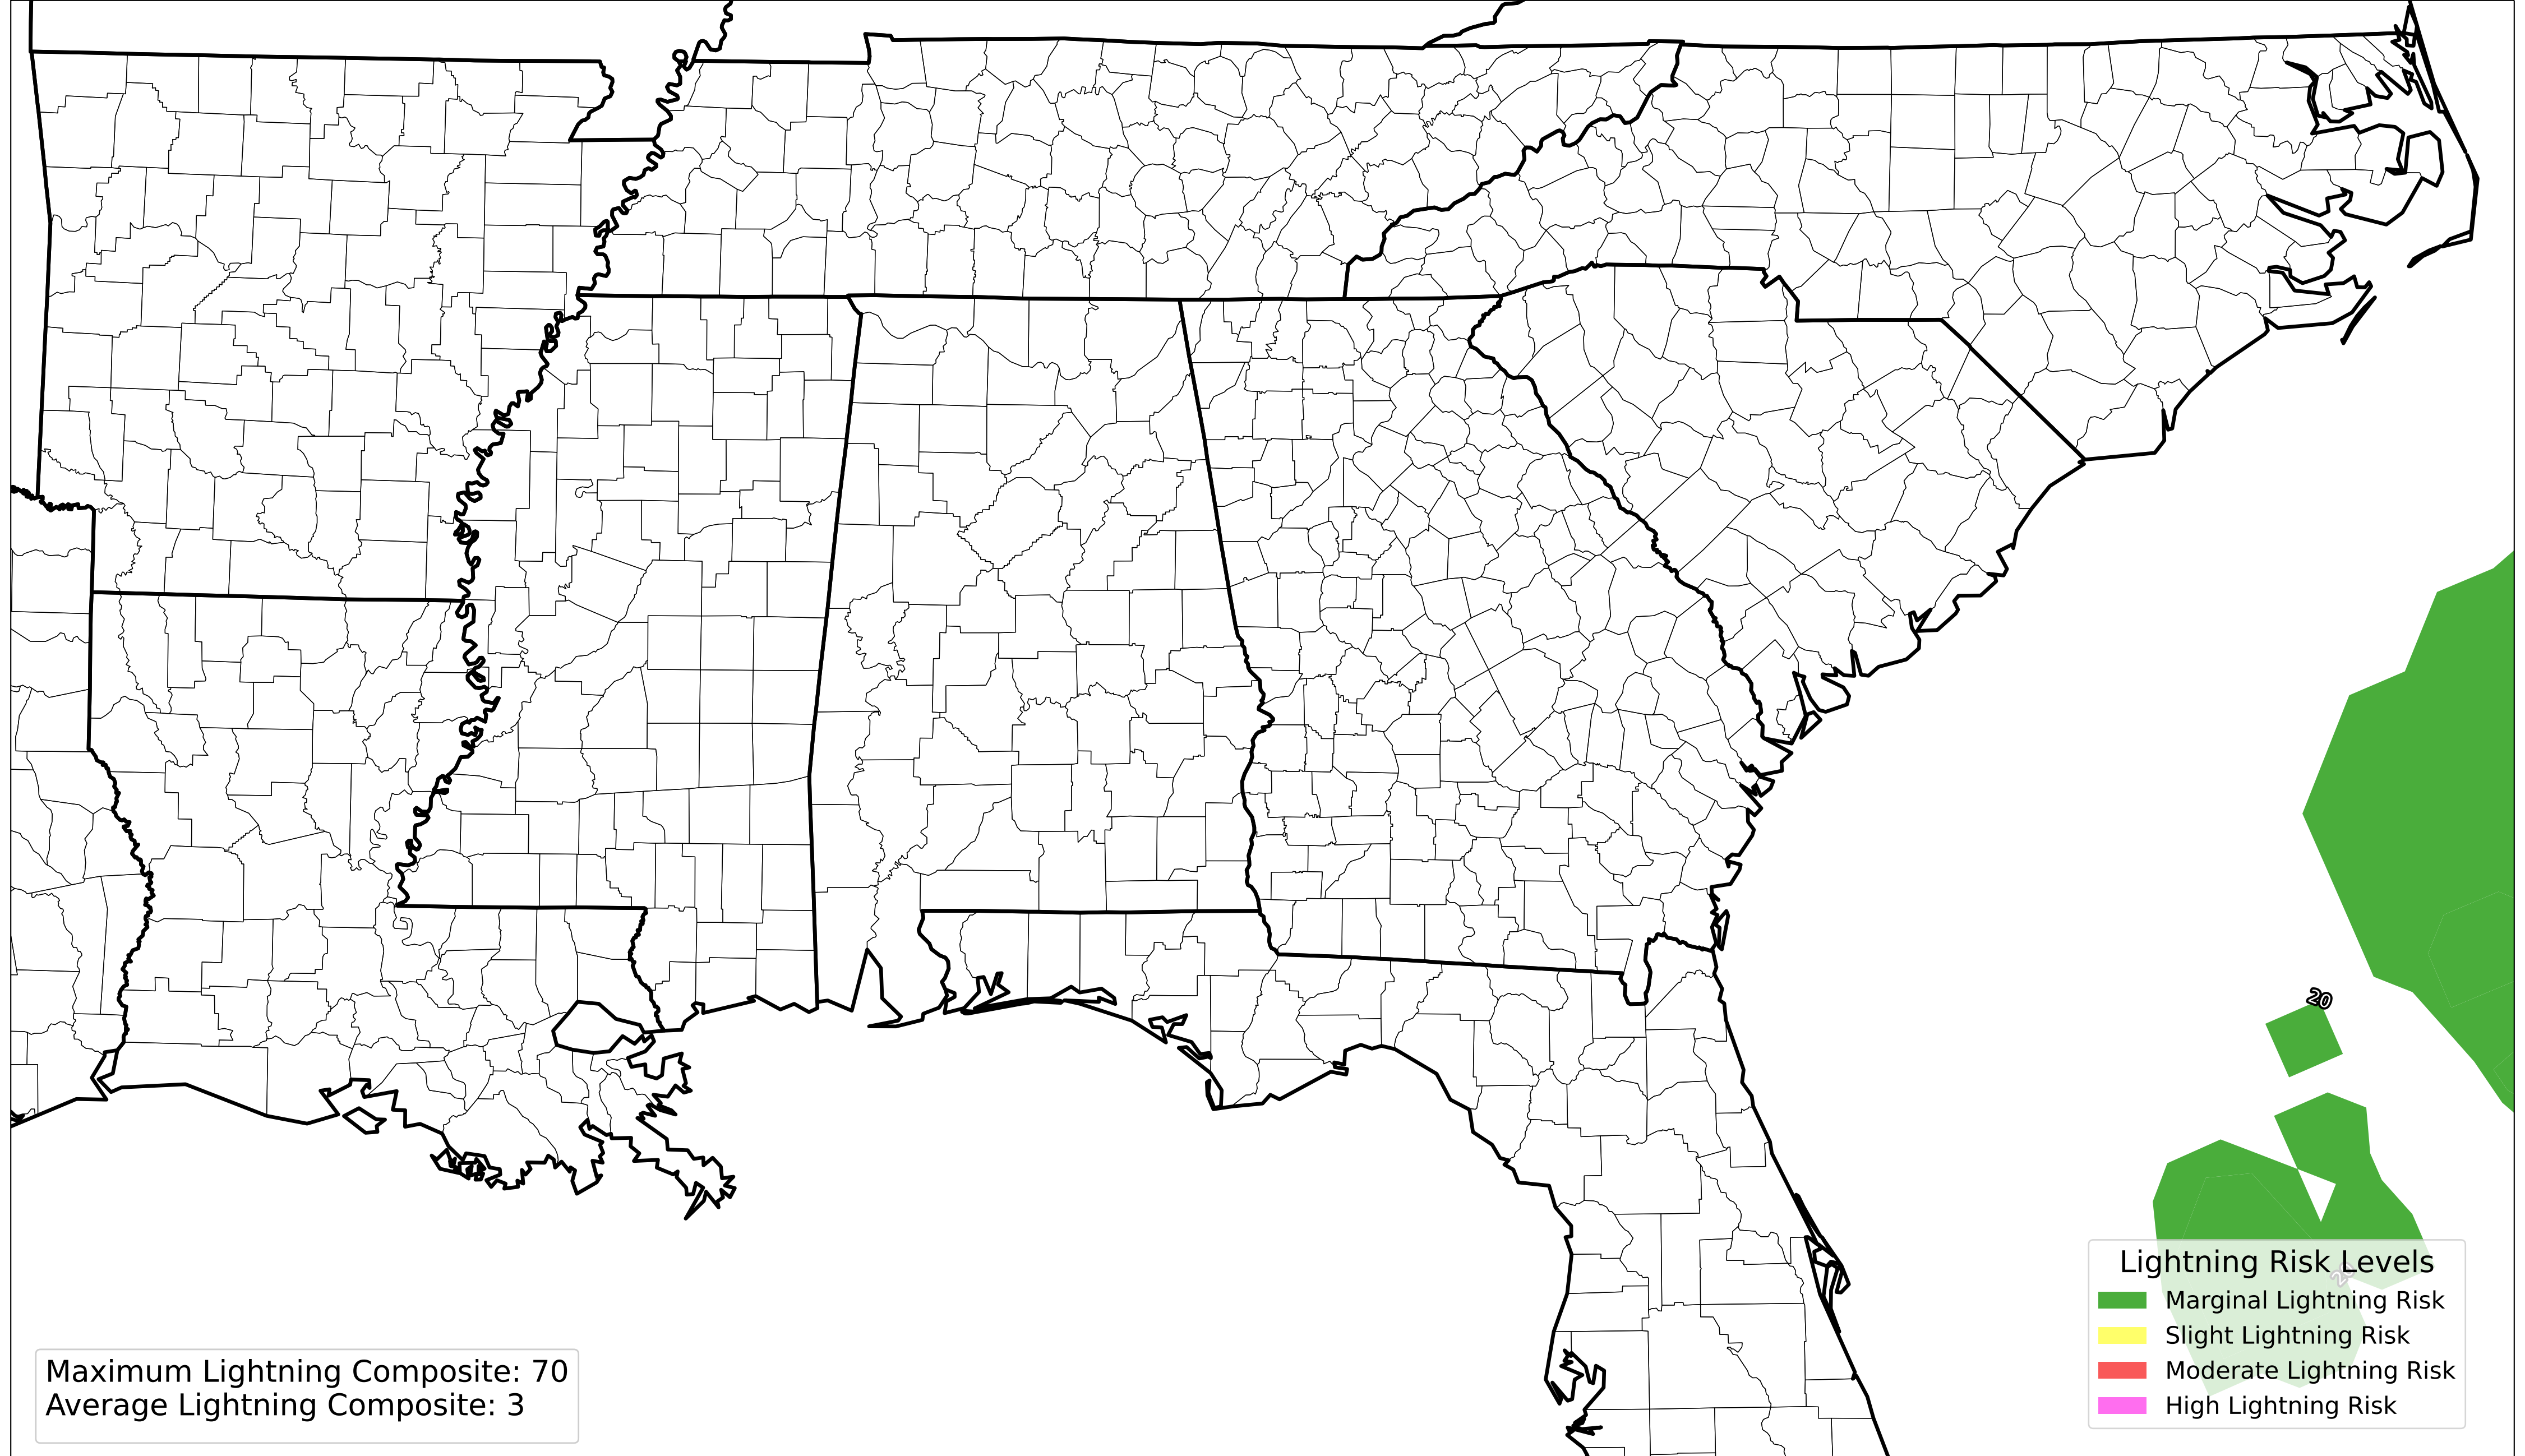 20
Lightning Risk Levels
20
Marginal Lightning Risk
Slight Lightning Risk
Moderate Lightning Risk
High Lightning Risk
Maximum Lightning Composite: 70
Average Lightning Composite: 3